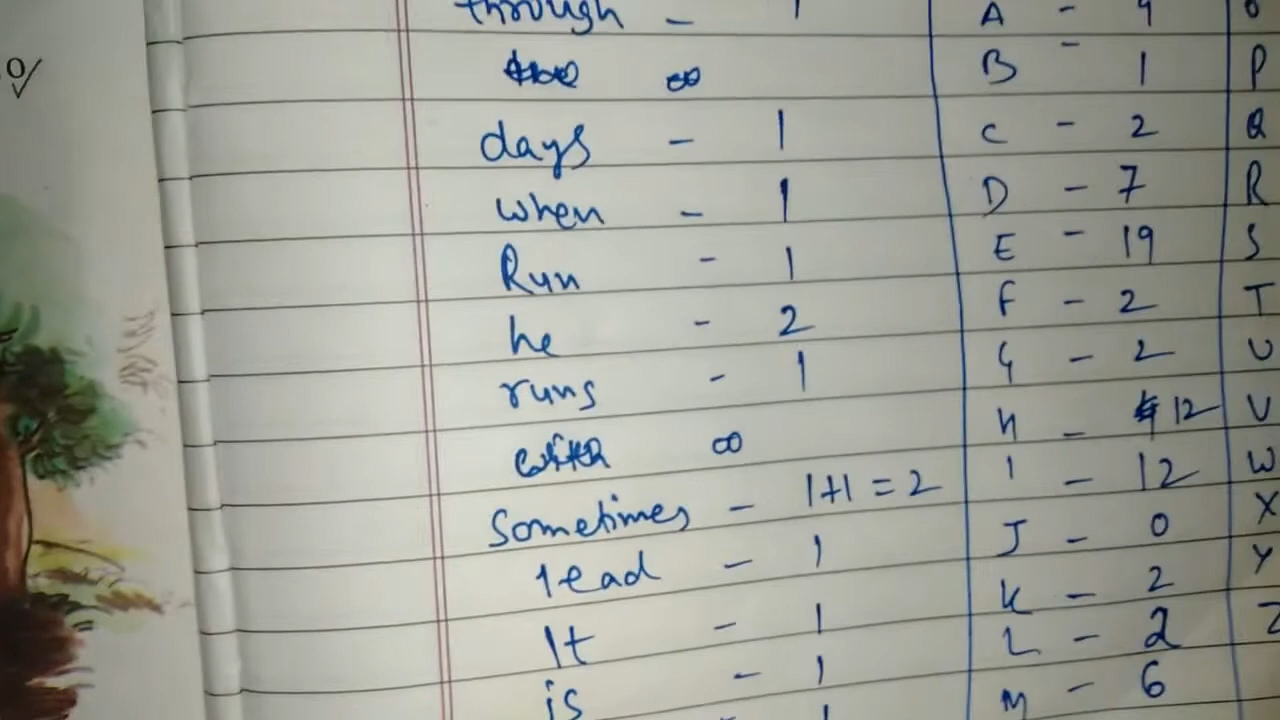 through - 1
days - 1
when - 1
Run - 1
he - 2
runs - 1
Sometimes - 1+1=2
lead - 1
It - 1
is - 1
A - 9
B - 1
C - 2
D - 7
E - 19
F - 2
G - 2
H - 12
I - 12
J - 0
K - 2
L - 2
M - 6
P
Q
R
S
T
U
V
W
X
Y
Z